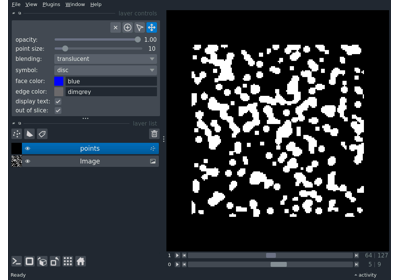 File View Plugins Window Help
layer controls
opacity: 1.00
point size: 10
blending: translucent
symbol: disc
face color: blue
edge color: dimgrey
display text:
out of slice:
layer list
points
Image
1 64 127
0 5 9
Ready activity